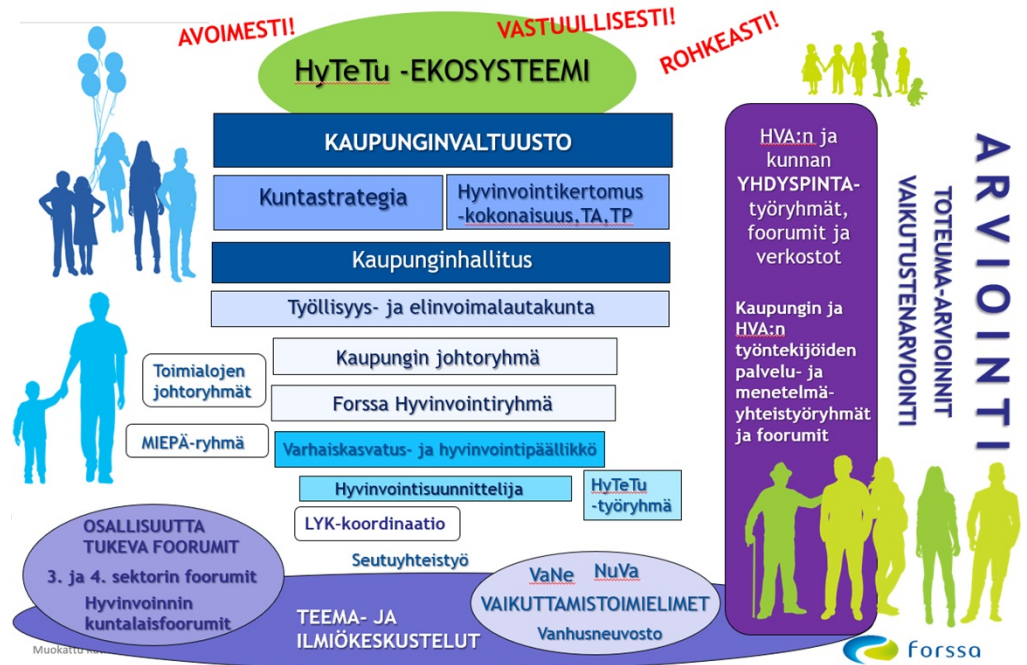 AVOIMESTI!
VASTUULLISESTI!
ROHKEASTI!
HyTeTu -EKOSYSTEEMI
KAUPUNGINVALTUUSTO
Kuntastrategia
Hyvinvointikertomus
-kokonaisuus,TA,TP
Kaupunginhallitus
Työllisyys- ja elinvoimalautakunta
Kaupungin johtoryhmä
Toimialojen
johtoryhmät
Forssa Hyvinvointiryhmä
MIEPÄ-ryhmä
Varhaiskasvatus- ja hyvinvointipäällikkö
Hyvinvointisuunnittelija
HyTeTu
-työryhmä
LYK-koordinaatio
Seutuyhteistyö
OSALLISUUTTA
TUKEVA FOORUMIT
3. ja 4. sektorin foorumit
Hyvinvoinnin
kuntalaisfoorumit
TEEMA- JA
ILMIÖKESKUSTELUT
VaNe NuVa
VAIKUTTAMISTOIMIELIMET
Vanhusneuvosto
HVA:n ja
kunnan
YHDYSPINTA-
työryhmät,
foorumit ja
verkostot
Kaupungin ja
HVA:n
työntekijöiden
palvelu- ja
menetelmä-
yhteistyöryhmät
ja foorumit
ARVIOINTI
TOTEUMA-ARVIOINNIT
VAIKUTUSTENARVIOINTI
Muokattu
Forssa